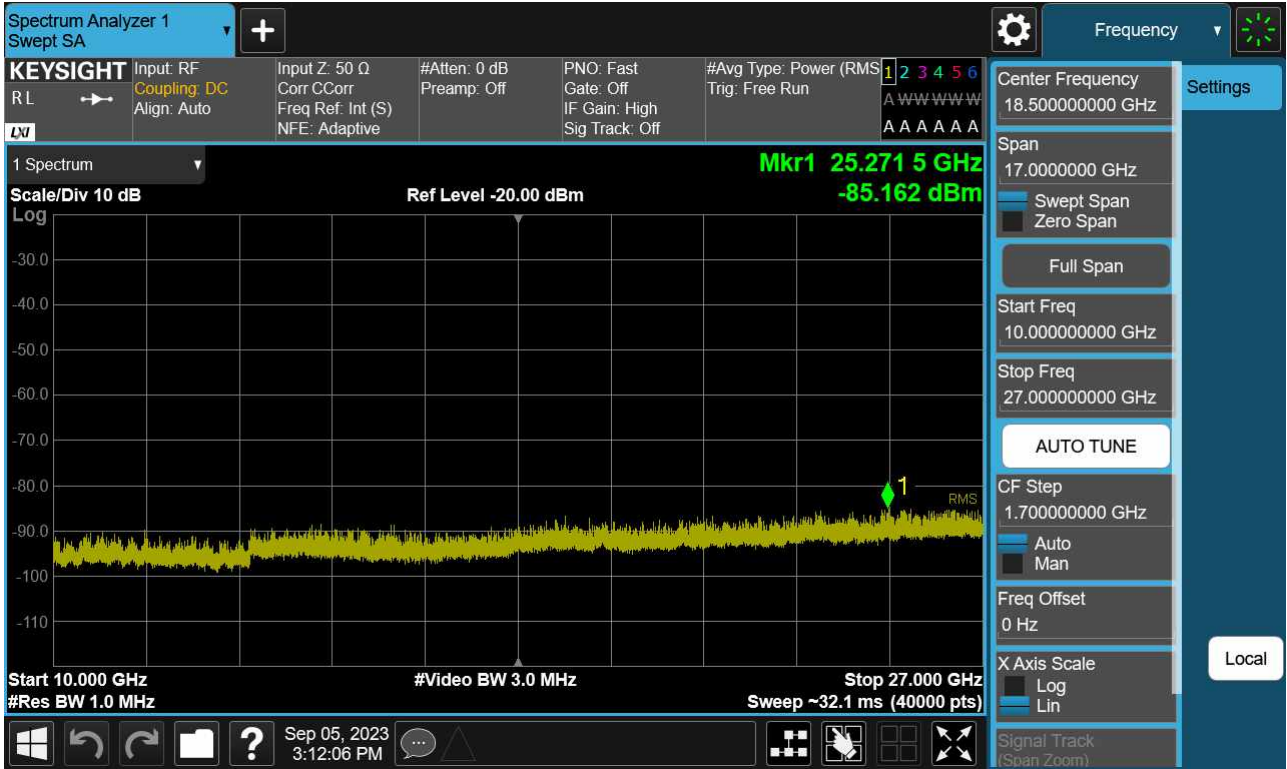 Spectrum Analyzer 1
Swept SA
+
Frequency
KEYSIGHT
R L
LXI
Input: RF
Coupling: DC
Align: Auto
Input Z: 50 Ω
Corr CCorr
Freq Ref: Int (S)
NFE: Adaptive
#Atten: 0 dB
Preamp: Off
PNO: Fast
Gate: Off
IF Gain: High
Sig Track: Off
#Avg Type: Power (RMS
Trig: Free Run
1 2 3 4 5 6
A W W W W W
A A A A A A
1 Spectrum
Scale/Div 10 dB
Log
Ref Level -20.00 dBm
Mkr1 25.271 5 GHz
-85.162 dBm
-30.0
-40.0
-50.0
-60.0
-70.0
-80.0
-90.0
-100
-110
1
RMS
Start 10.000 GHz
#Res BW 1.0 MHz
#Video BW 3.0 MHz
Stop 27.000 GHz
Sweep ~32.1 ms (40000 pts)
?
Sep 05, 2023
3:12:06 PM
Center Frequency
18.500000000 GHz
Span
17.0000000 GHz
Swept Span
Zero Span
Full Span
Start Freq
10.000000000 GHz
Stop Freq
27.000000000 GHz
AUTO TUNE
CF Step
1.700000000 GHz
Auto
Man
Freq Offset
0 Hz
X Axis Scale
Log
Lin
Signal Track
(Span Zoom)
Settings
Local